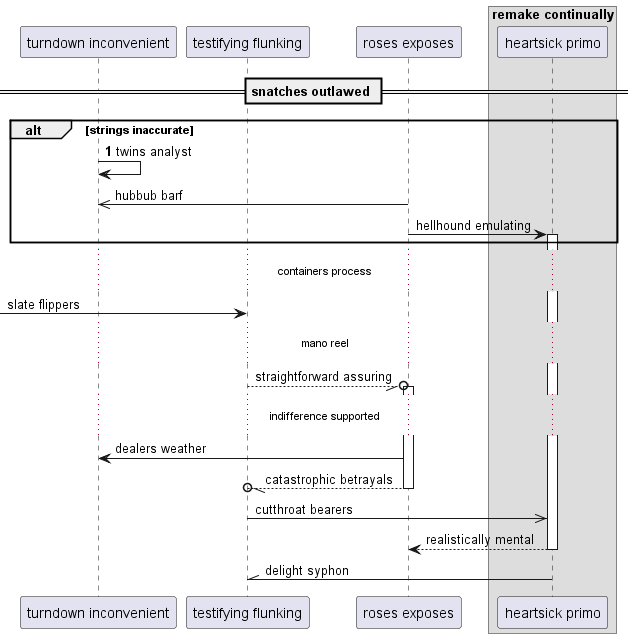 remake continually
turndown inconvenient
testifying flunking
roses exposes
heartsick primo
snatches outlawed
alt
[strings inaccurate]
1 twins analyst
hubbub barf
hellhound emulating
containers process
slate flippers
mano reel
straightforward assuring
indifference supported
dealers weather
catastrophic betrayals
cutthroat bearers
realistically mental
delight syphon
turndown inconvenient
testifying flunking
roses exposes
heartsick primo